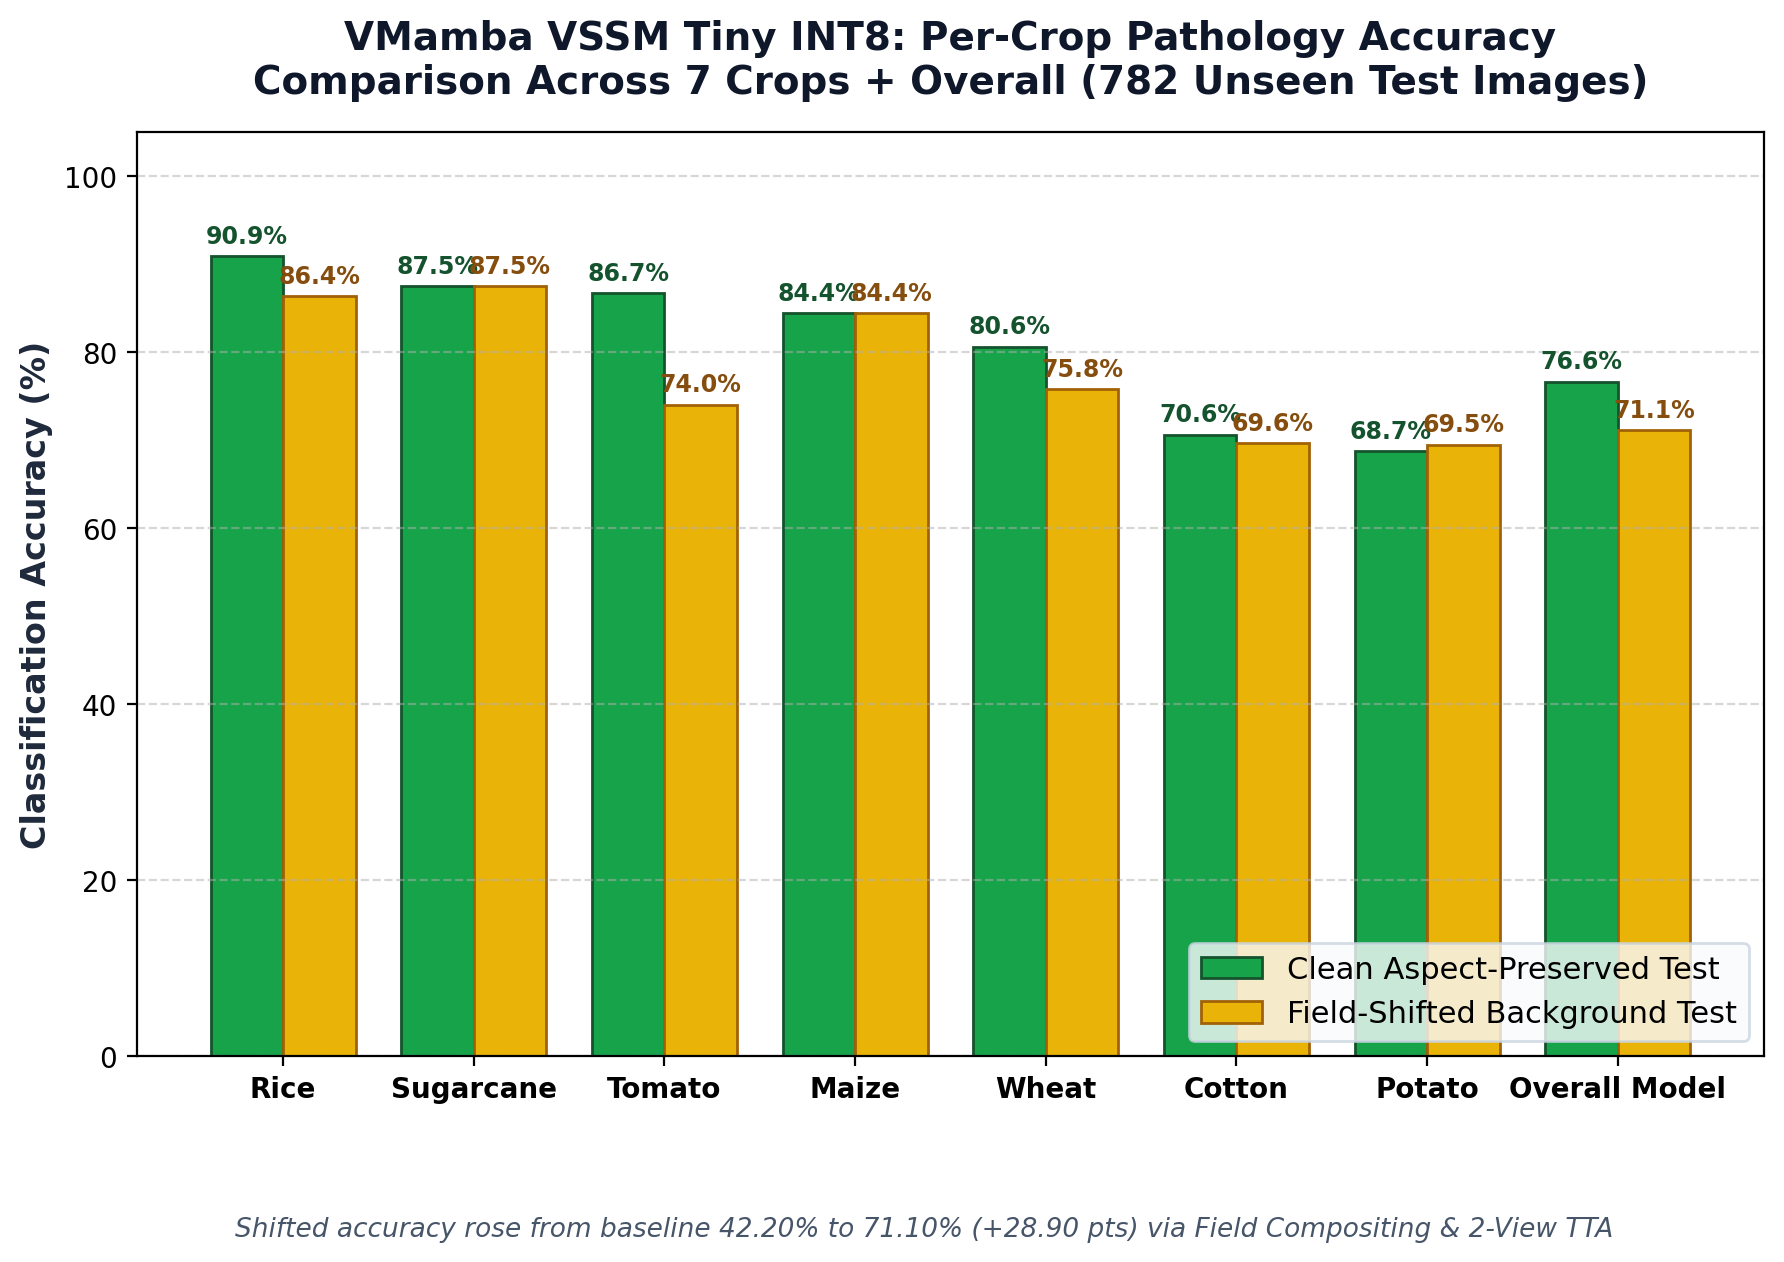 VMamba VSSM Tiny INT8: Per-Crop Pathology Accuracy
Comparison Across 7 Crops + Overall (782 Unseen Test Images)
Classification Accuracy (%)
100
80
60
40
20
0
90.9%
86.4%
87.5%
87.5%
86.7%
74.0%
84.4%
84.4%
80.6%
75.8%
70.6%
69.6%
68.7%
69.5%
76.6%
71.1%
Clean Aspect-Preserved Test
Field-Shifted Background Test
Rice
Sugarcane
Tomato
Maize
Wheat
Cotton
Potato
Overall Model
Shifted accuracy rose from baseline 42.20% to 71.10% (+28.90 pts) via Field Compositing & 2-View TTA